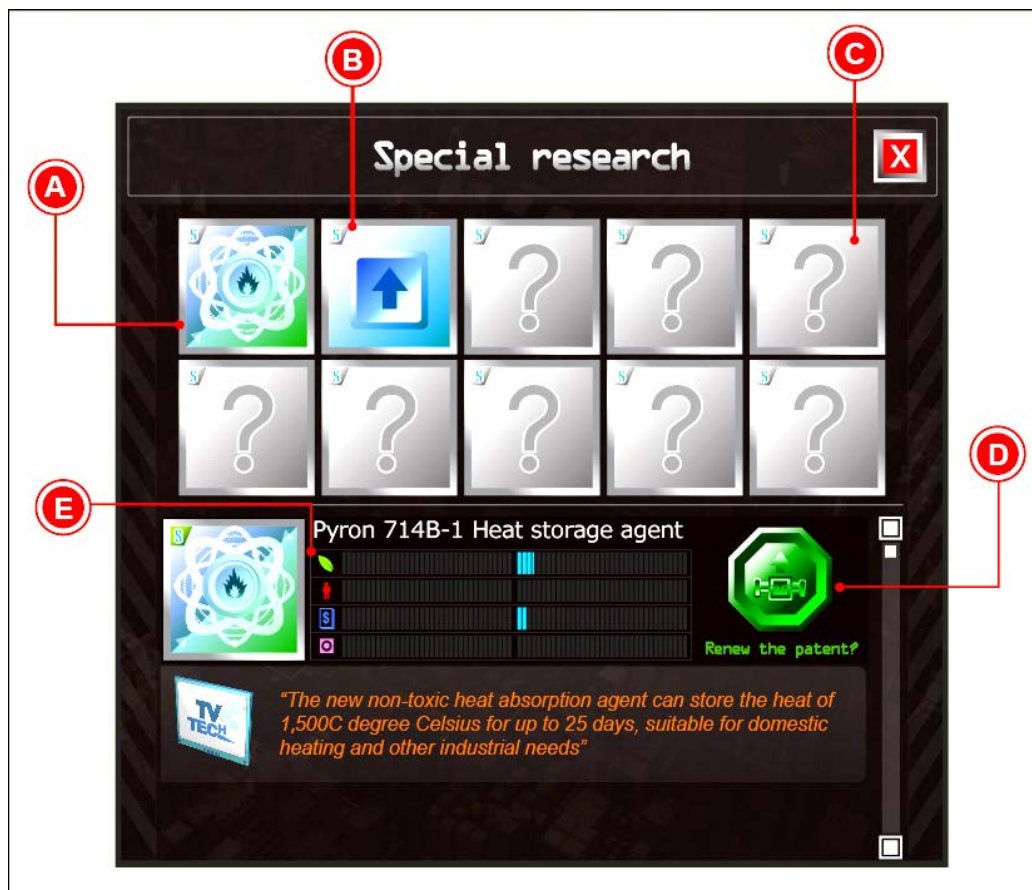 B
C
Special research
X
A
S
S
S ?
S ?
S ?
S ?
S ?
S ?
S ?
S ?
D
E
S
Pyron 714B-1 Heat storage agent
$
Renew the patent?
TV
TECH
“The new non-toxic heat absorption agent can store the heat of
1,500C degree Celsius for up to 25 days, suitable for domestic
heating and other industrial needs”